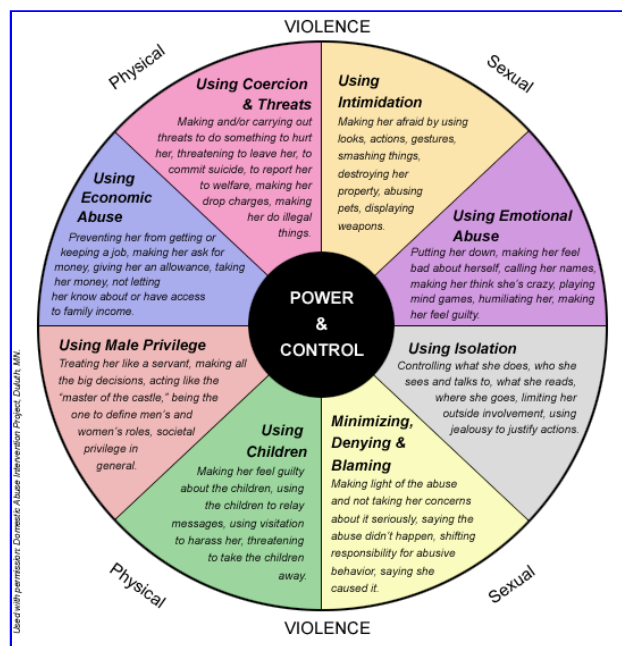 VIOLENCE
Physical
Sexual
Using Coercion
& Threats
Making and/or carrying out
threats to do something to hurt
her, threatening to leave her, to
commit suicide, to report her
to welfare, making her
drop charges, making
her do illegal
things.
Using
Intimidation
Making her afraid by using
looks, actions, gestures,
smashing things,
destroying her
property, abusing
pets, displaying
weapons.
Using
Economic
Abuse
Preventing her from getting or
keeping a job, making her ask for
money, giving her an allowance, taking
her money, not letting
her know about or have access
to family income.
Using Emotional
Abuse
Putting her down, making her feel
bad about herself, calling her names,
making her think she's crazy, playing
mind games, humiliating her, making
her feel guilty.
POWER
&
CONTROL
Using Male Privilege
Treating her like a servant, making all
the big decisions, acting like the
“master of the castle,” being the
one to define men's and
women's roles, societal
privilege in
general.
Using Isolation
Controlling what she does, who she
sees and talks to, what she reads,
where she goes, limiting her
outside involvement, using
jealousy to justify actions.
Using
Children
Making her feel guilty
about the children, using
the children to relay
messages, using visitation
to harass her, threatening
to take the children
away.
Minimizing,
Denying &
Blaming
Making light of the abuse
and not taking her concerns
about it seriously, saying the
abuse didn't happen, shifting
responsibility for abusive
behavior, saying she
caused it.
Physical
Sexual
VIOLENCE
Used with permission: Domestic Abuse Intervention Project, Duluth, MN.